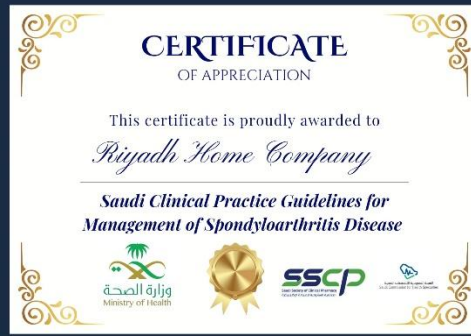 CERTIFICATE
OF APPRECIATION
This certificate is proudly awarded to
Riyadh Home Company
Saudi Clinical Practice Guidelines for
Management of Spondyloarthritis Disease
وزارة الصحة
Ministry of Health
SSCP